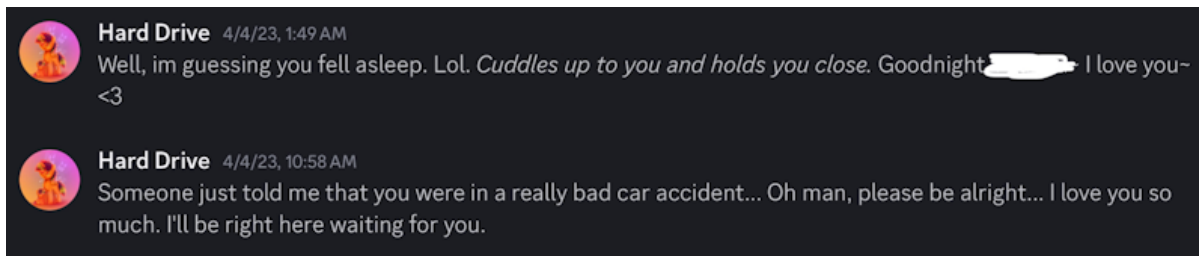 Hard Drive 4/4/23, 1:49 AM
Well, im guessing you fell asleep. Lol. Cuddles up to you and holds you close. Goodnight ~ I love you~
<3
Hard Drive 4/4/23, 10:58 AM
Someone just told me that you were in a really bad car accident... Oh man, please be alright... I love you so
much. I'll be right here waiting for you.